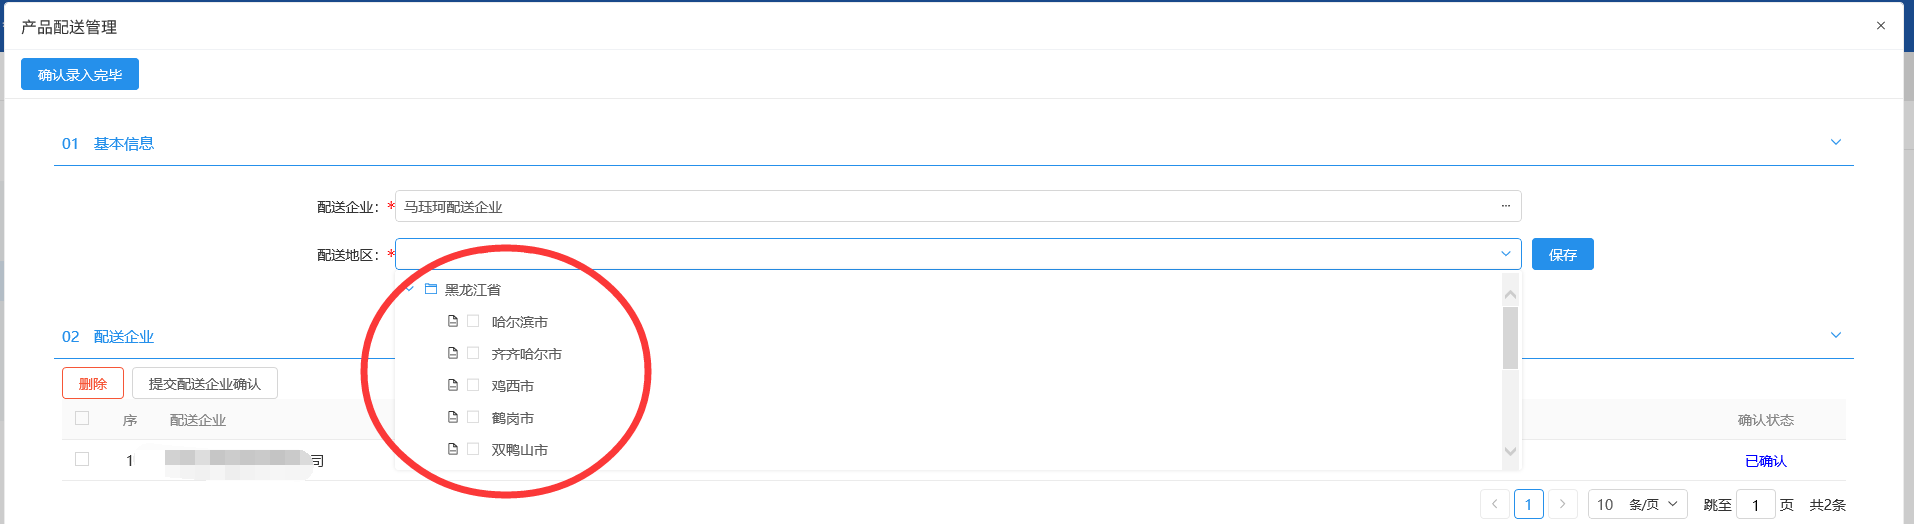 产品配送管理
×
确认录入完毕
01 基本信息
配送企业：*马珏珂配送企业 ...
配送地区：* 保存
黑龙江省
哈尔滨市
齐齐哈尔市
鸡西市
鹤岗市
双鸭山市
02 配送企业
删除 提交配送企业确认
序 配送企业 确认状态
1 司 已确认
< 1 > 10 条/页 跳至 1 页 共2条